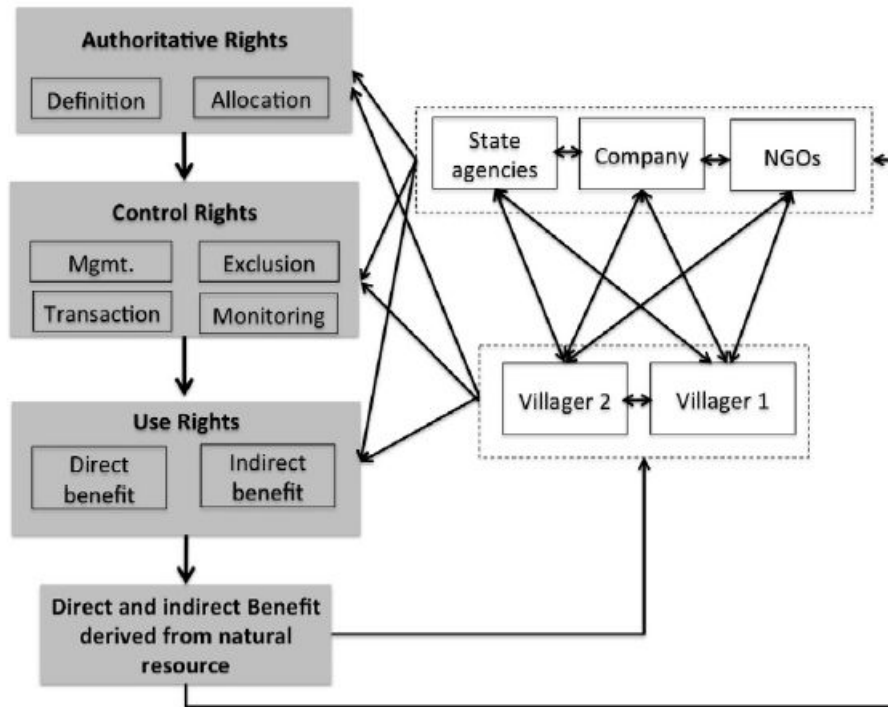 Authoritative Rights
Definition
Allocation
State
agencies
Company
NGOs
Control Rights
Mgmt.
Exclusion
Transaction
Monitoring
Villager 2
Villager 1
Use Rights
Direct
benefit
Indirect
benefit
Direct and indirect Benefit
derived from natural
resource